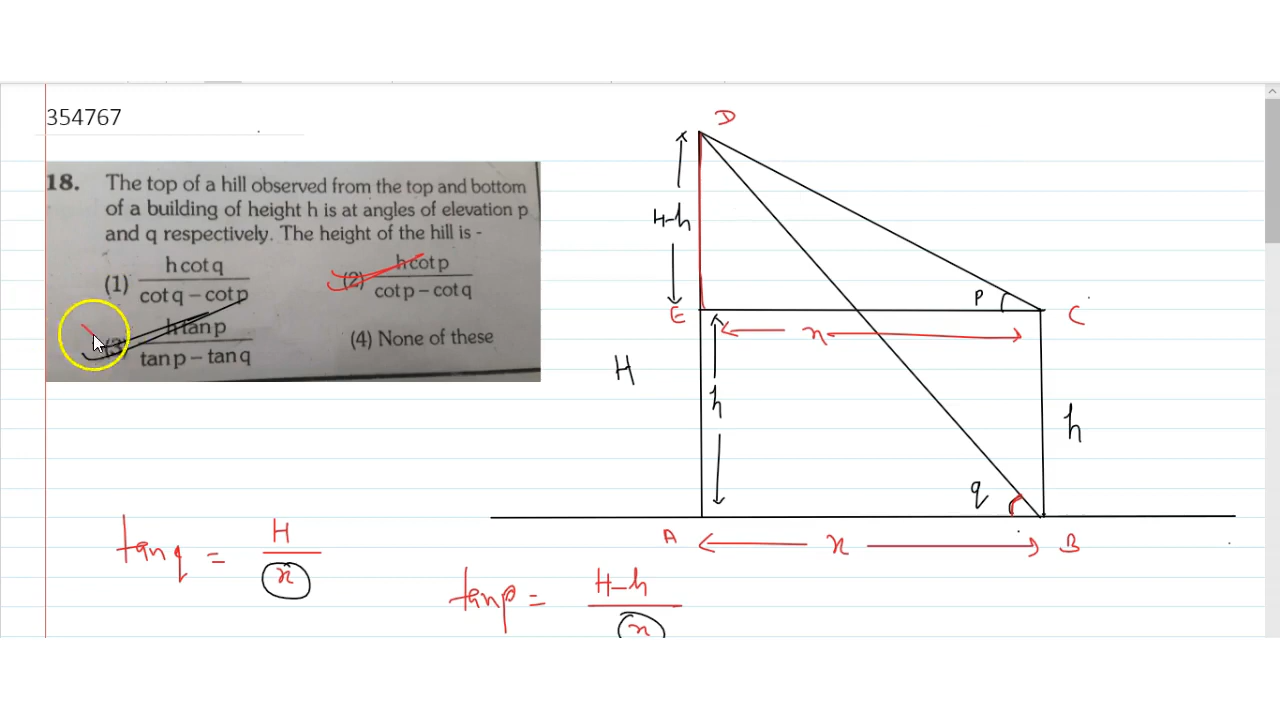 354767
18. The top of a hill observed from the top and bottom
of a building of height h is at angles of elevation p
and q respectively. The height of the hill is -
(1) h cot q / cot q – cot p
(2) h cot p / cot p – cot q
(3) h tan p / tan p – tan q
(4) None of these
D
H-h
E
p
C
x
H
h
h
q
A
x
B
tan q = H / x
tan p = H-h / x